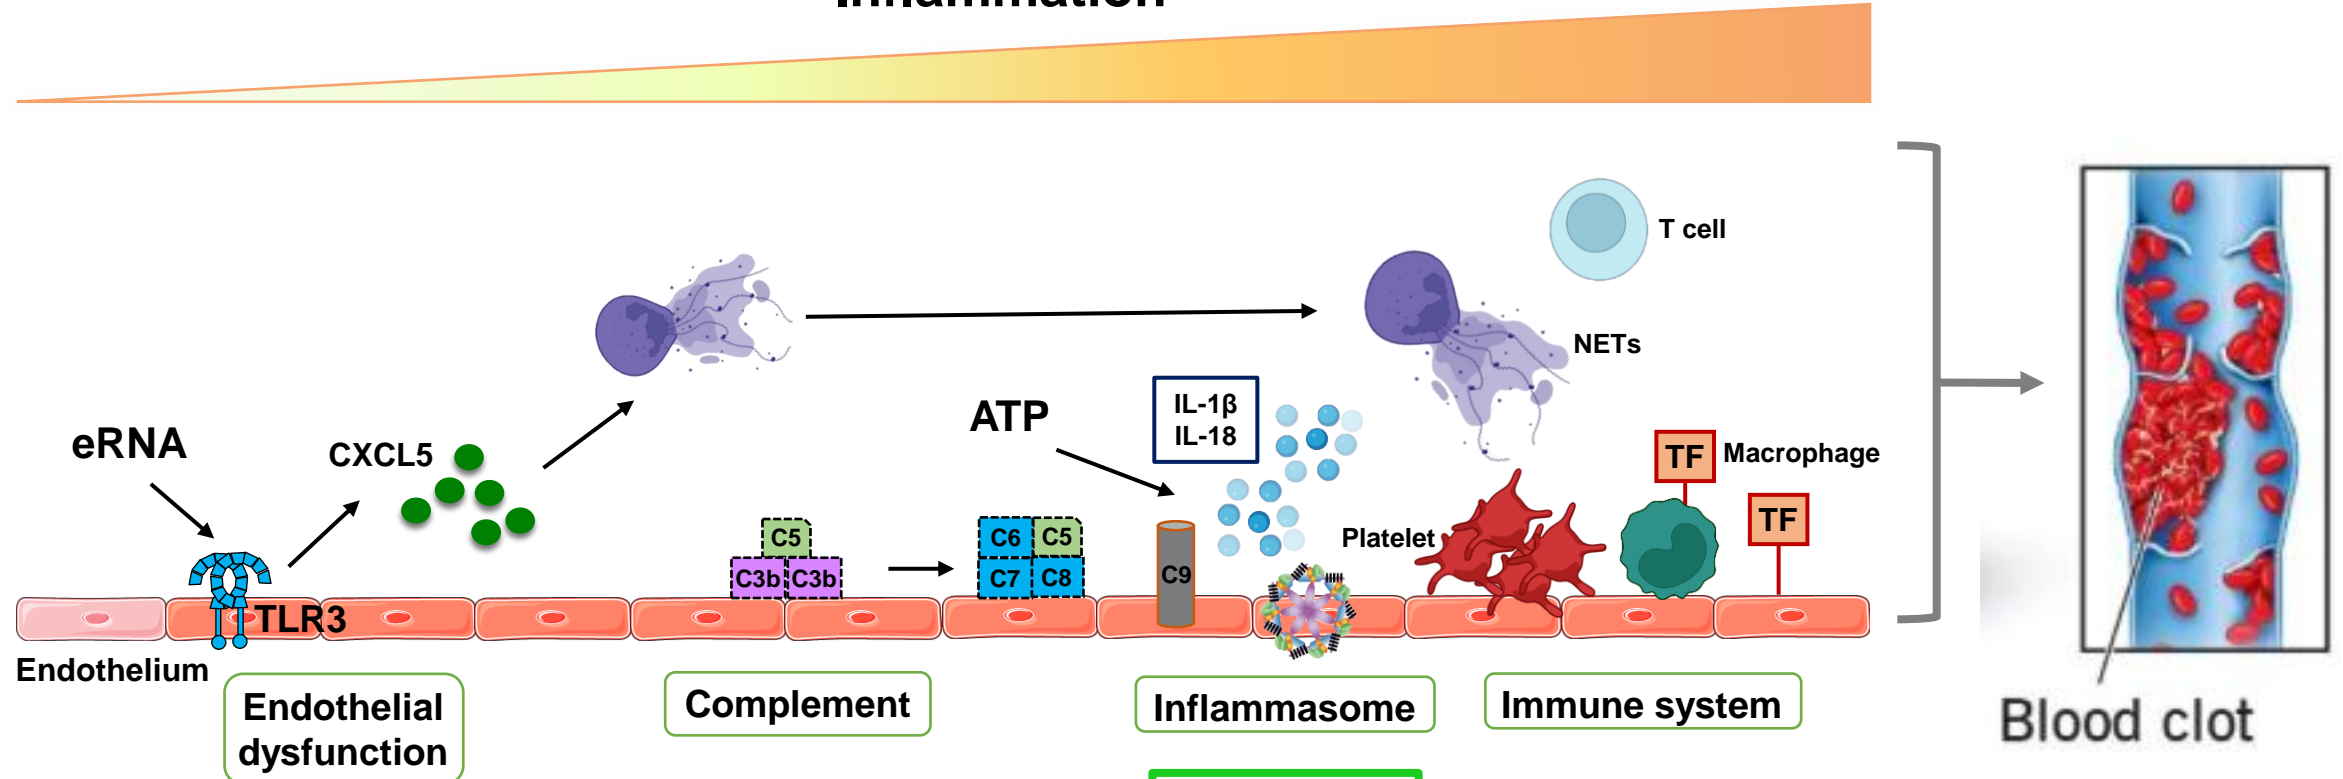 Inflammation
T cell
NETs
IL-1β
IL-18
ATP
eRNA
CXCL5
TF
Macrophage
TF
Platelet
C5
C3b C3b
C6 C5
C7 C8
C9
TLR3
Endothelium
Endothelial
dysfunction
Complement
Inflammasome
Immune system
Blood clot